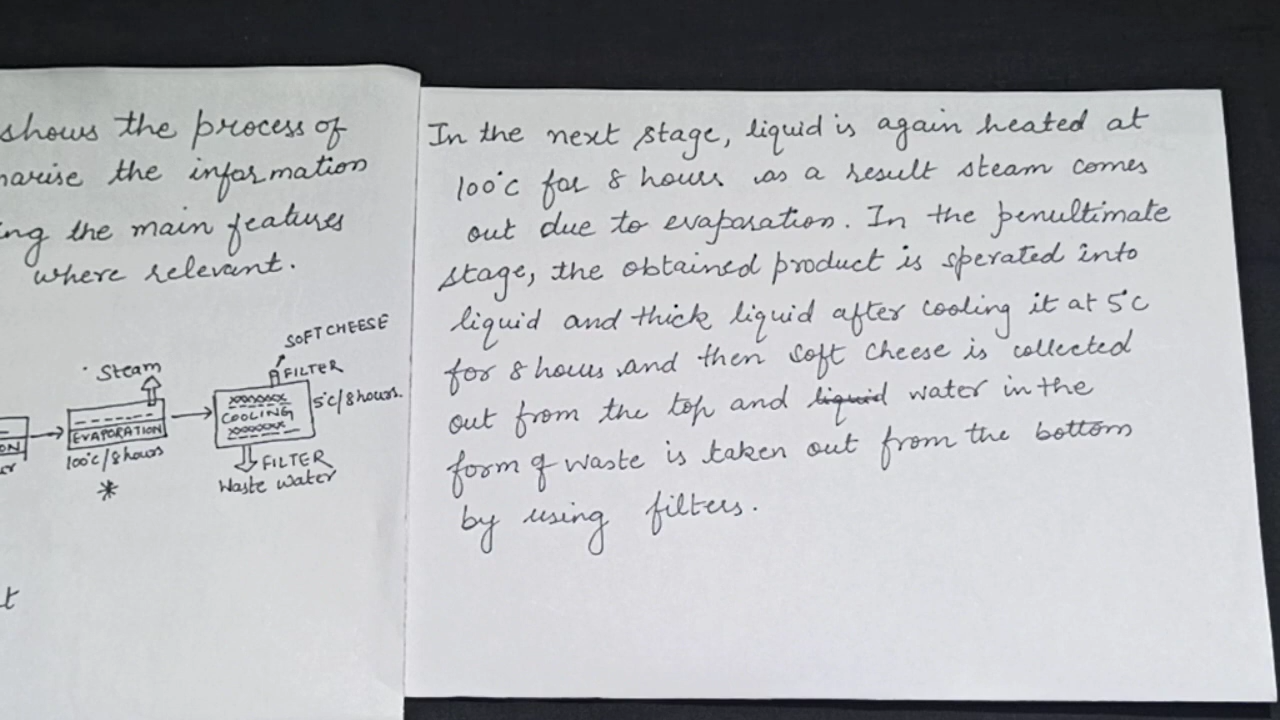 shows the process of
marise the information
ing the main features
where relevant.
SOFT CHEESE
Steam
FILTER
5°c/8 hours.
COOLING
EVAPORATION
ON
100°c/8 hours
FILTER
Waste water
er
*
t
In the next stage, liquid is again heated at
100°c for 8 hours as a result steam comes
out due to evaporation. In the penultimate
stage, the obtained product is sperated into
liquid and thick liquid after cooling it at 5°c
for 8 hours and then soft cheese is collected
out from the top and liquid water in the
form of waste is taken out from the bottom
by using filters.